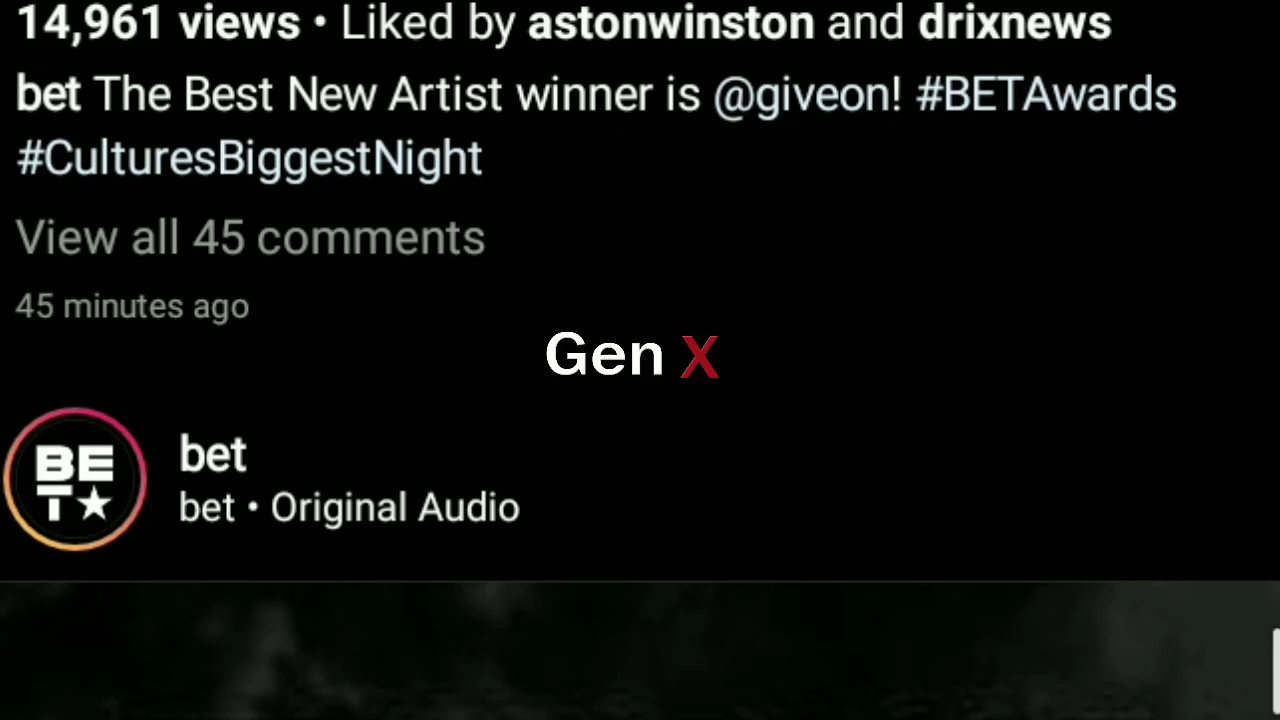 14,961 views • Liked by astonwinston and drixnews
bet The Best New Artist winner is @giveon! #BETAwards
#CulturesBiggestNight
View all 45 comments
45 minutes ago
Gen X
BE
T★
bet
bet • Original Audio